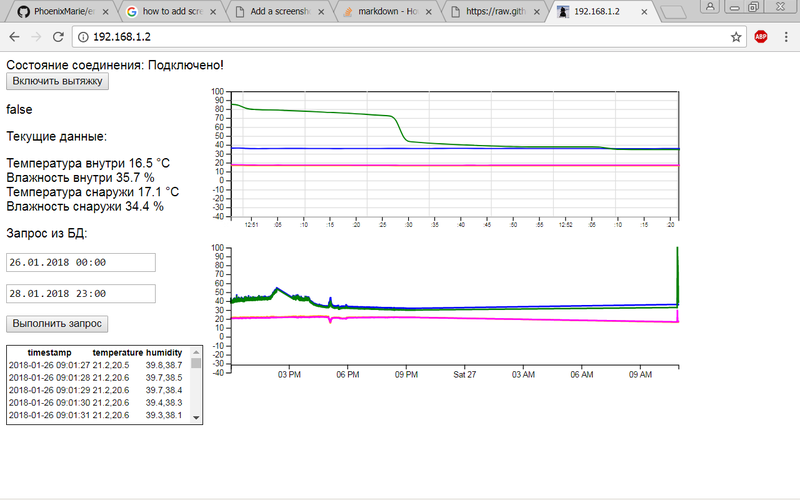 PhoenixMarie/en
how to add scre
Add a screensh
markdown - Ho
https://raw.gith
192.168.1.2
192.168.1.2
ABP
Состояние соединения: Подключено!
Включить вытяжку
false
Текущие данные:
Температура внутри 16.5 °C
Влажность внутри 35.7 %
Температура снаружи 17.1 °C
Влажность снаружи 34.4 %
Запрос из БД:
26.01.2018 00:00
28.01.2018 23:00
Выполнить запрос
timestamp temperature humidity
2018-01-26 09:01:27 21.2,20.5 39.8,38.7
2018-01-26 09:01:28 21.2,20.6 39.7,38.5
2018-01-26 09:01:29 21.2,20.6 39.7,38.4
2018-01-26 09:01:30 21.2,20.6 39.4,38.3
2018-01-26 09:01:31 21.2,20.6 39.3,38.1
100
90
80
70
60
50
40
30
20
10
0
-10
-20
-30
-40
12:51 :05 :10 :15 :20 :25 :30 :35 :40 :45 :50 :55 12:52 :05 :10 :15 :20
100
90
80
70
60
50
40
30
20
10
0
-10
-20
-30
-40
03 PM 06 PM 09 PM Sat 27 03 AM 06 AM 09 AM